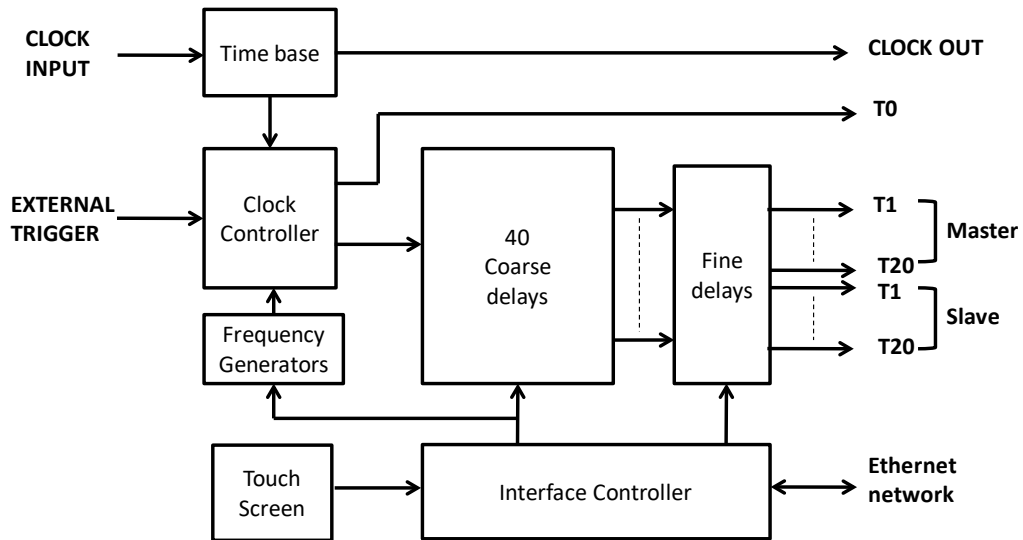 CLOCK
INPUT
Time base
CLOCK OUT
T0
EXTERNAL
TRIGGER
Clock
Controller
40
Coarse
delays
Fine
delays
T1
Master
T20
T1
Slave
T20
Frequency
Generators
Touch
Screen
Interface Controller
Ethernet
network